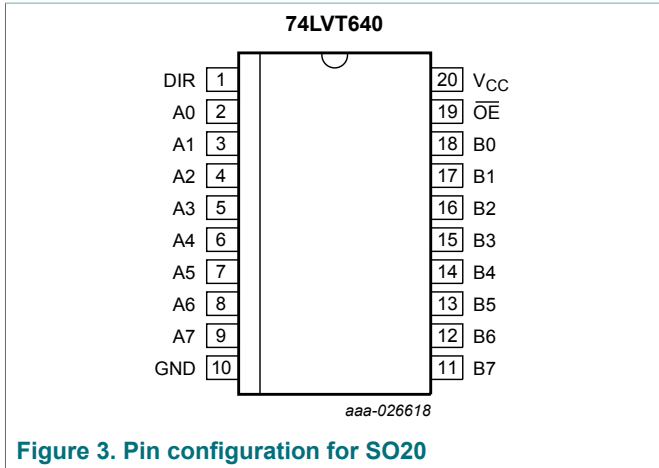 74LVT640
DIR 1 20 VCC
A0 2 19 O̅E̅
A1 3 18 B0
A2 4 17 B1
A3 5 16 B2
A4 6 15 B3
A5 7 14 B4
A6 8 13 B5
A7 9 12 B6
GND 10 11 B7
aaa-026618
Figure 3. Pin configuration for SO20